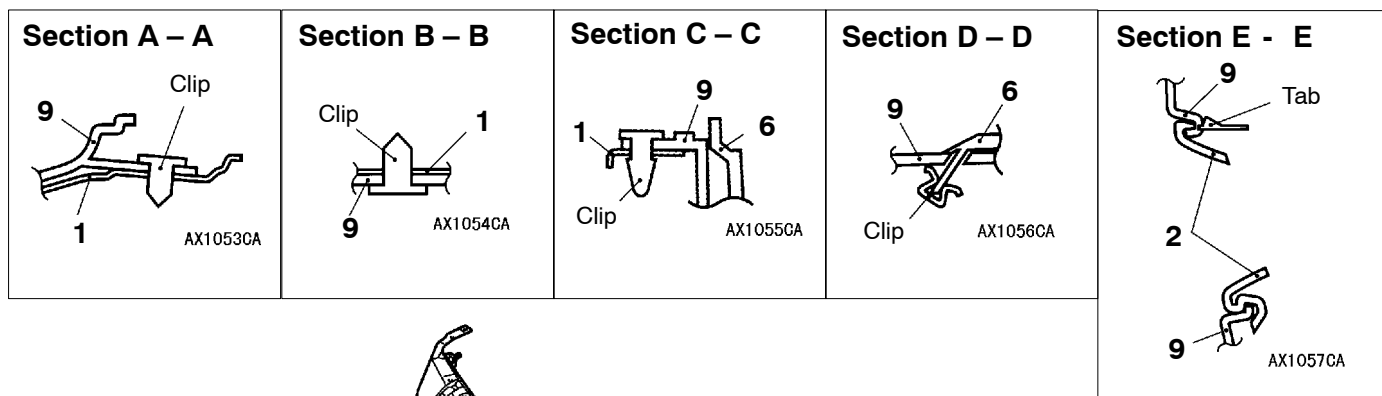 Section A – A
Clip
9
1
AX1053CA
Section B – B
Clip
1
9
AX1054CA
Section C – C
9
1
6
Clip
AX1055CA
Section D – D
6
9
Clip
AX1056CA
Section E - E
9
Tab
2
9
AX1057CA